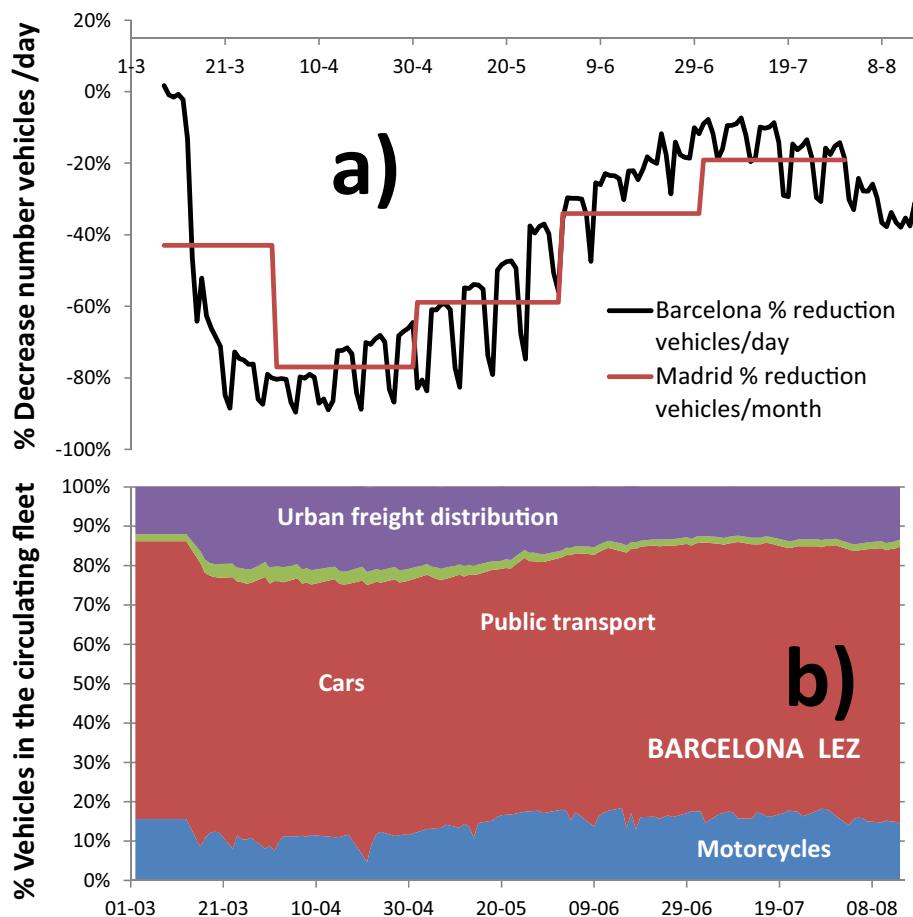 % Decrease number vehicles /day
20%
0%
-20%
-40%
-60%
-80%
-100%
1-3 21-3 10-4 30-4 20-5 9-6 29-6 19-7 8-8
a)
Barcelona % reduction
vehicles/day
Madrid % reduction
vehicles/month
% Vehicles in the circulating fleet
100%
90%
80%
70%
60%
50%
40%
30%
20%
10%
0%
Urban freight distribution
Public transport
Cars
b)
BARCELONA LEZ
Motorcycles
01-03 21-03 10-04 30-04 20-05 09-06 29-06 19-07 08-08